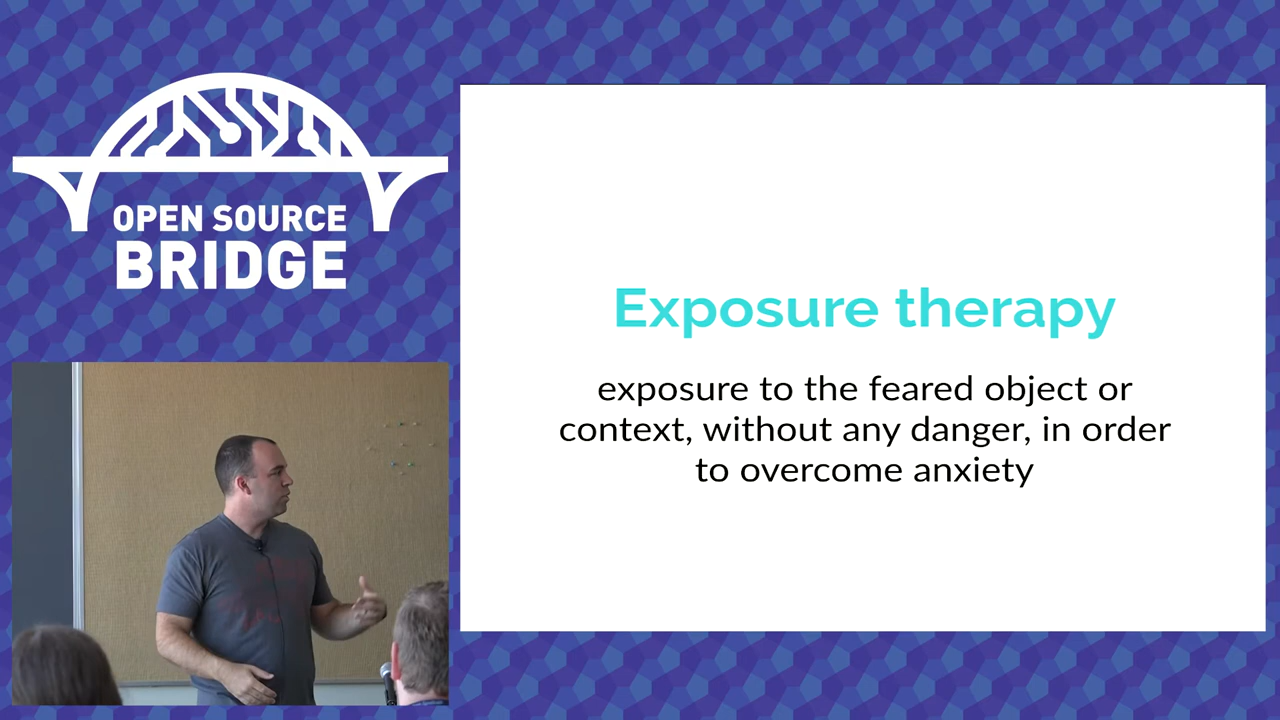 OPEN SOURCE
BRIDGE
Exposure therapy
exposure to the feared object or
context, without any danger, in order
to overcome anxiety